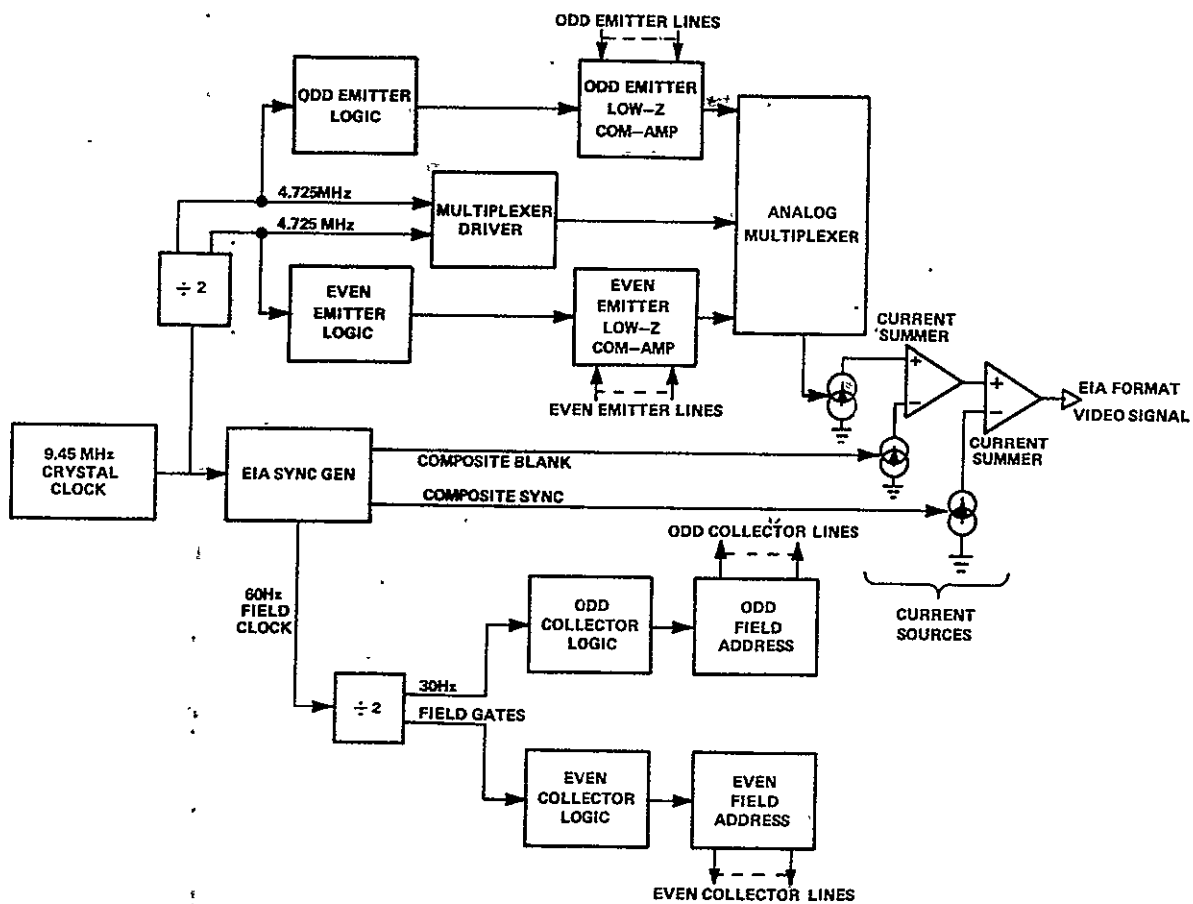 ODD EMITTER LINES
ODD EMITTER
LOGIC
ODD EMITTER
LOW-Z
COM-AMP
4.725MHz
4.725 MHz
MULTIPLEXER
DRIVER
ANALOG
MULTIPLEXER
÷ 2
EVEN
EMITTER
LOGIC
EVEN
EMITTER
LOW-Z
COM-AMP
EVEN EMITTER LINES
CURRENT
SUMMER
+
−
+
−
CURRENT
SUMMER
EIA FORMAT
VIDEO SIGNAL
9.45 MHz
CRYSTAL
CLOCK
EIA SYNC GEN
COMPOSITE BLANK
COMPOSITE SYNC
CURRENT
SOURCES
60Hz
FIELD
CLOCK
÷ 2
30Hz
FIELD GATES
ODD COLLECTOR LINES
ODD
COLLECTOR
LOGIC
ODD
FIELD
ADDRESS
EVEN
COLLECTOR
LOGIC
EVEN
FIELD
ADDRESS
EVEN COLLECTOR LINES